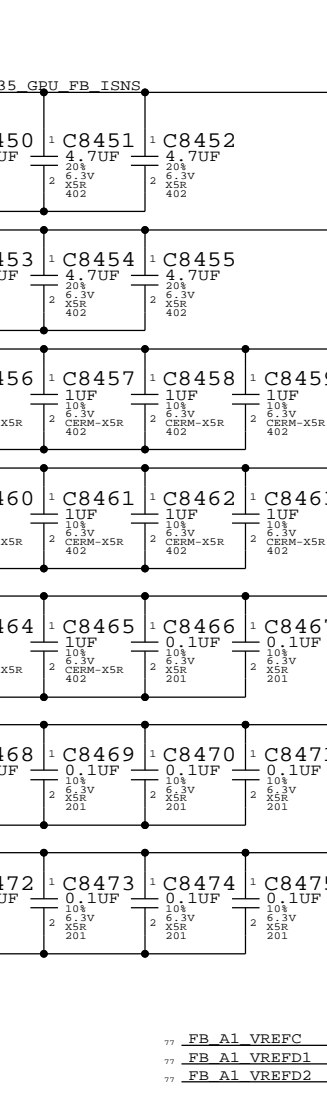 35_GPU_FB_ISNS
450 1 C8451 1 C8452
UF 4.7UF 4.7UF
20% 20%
2 6.3V 2 6.3V
X5R X5R
402 402
453 1 C8454 1 C8455
UF 4.7UF 4.7UF
20% 20%
2 6.3V 2 6.3V
X5R X5R
402 402
456 1 C8457 1 C8458 1 C8459
1UF 1UF 1UF
10% 10% 10%
2 6.3V 2 6.3V 2 6.3V
X5R CERM-X5R CERM-X5R CERM-X5R
402 402 402
460 1 C8461 1 C8462 1 C8463
1UF 1UF 1UF
10% 10% 10%
2 6.3V 2 6.3V 2 6.3V
X5R CERM-X5R CERM-X5R CERM-X5R
402 402 402
464 1 C8465 1 C8466 1 C8467
1UF 0.1UF 0.1UF
10% 10% 10%
2 6.3V 2 6.3V 2 6.3V
X5R CERM-X5R X5R X5R
402 201 201
468 1 C8469 1 C8470 1 C8471
UF 0.1UF 0.1UF 0.1UF
10% 10% 10%
2 6.3V 2 6.3V 2 6.3V
X5R X5R X5R
201 201 201
472 1 C8473 1 C8474 1 C8475
UF 0.1UF 0.1UF 0.1UF
10% 10% 10%
2 6.3V 2 6.3V 2 6.3V
X5R X5R X5R
201 201 201
77 FB_A1_VREFC
77 FB_A1_VREFD1
77 FB_A1_VREFD2